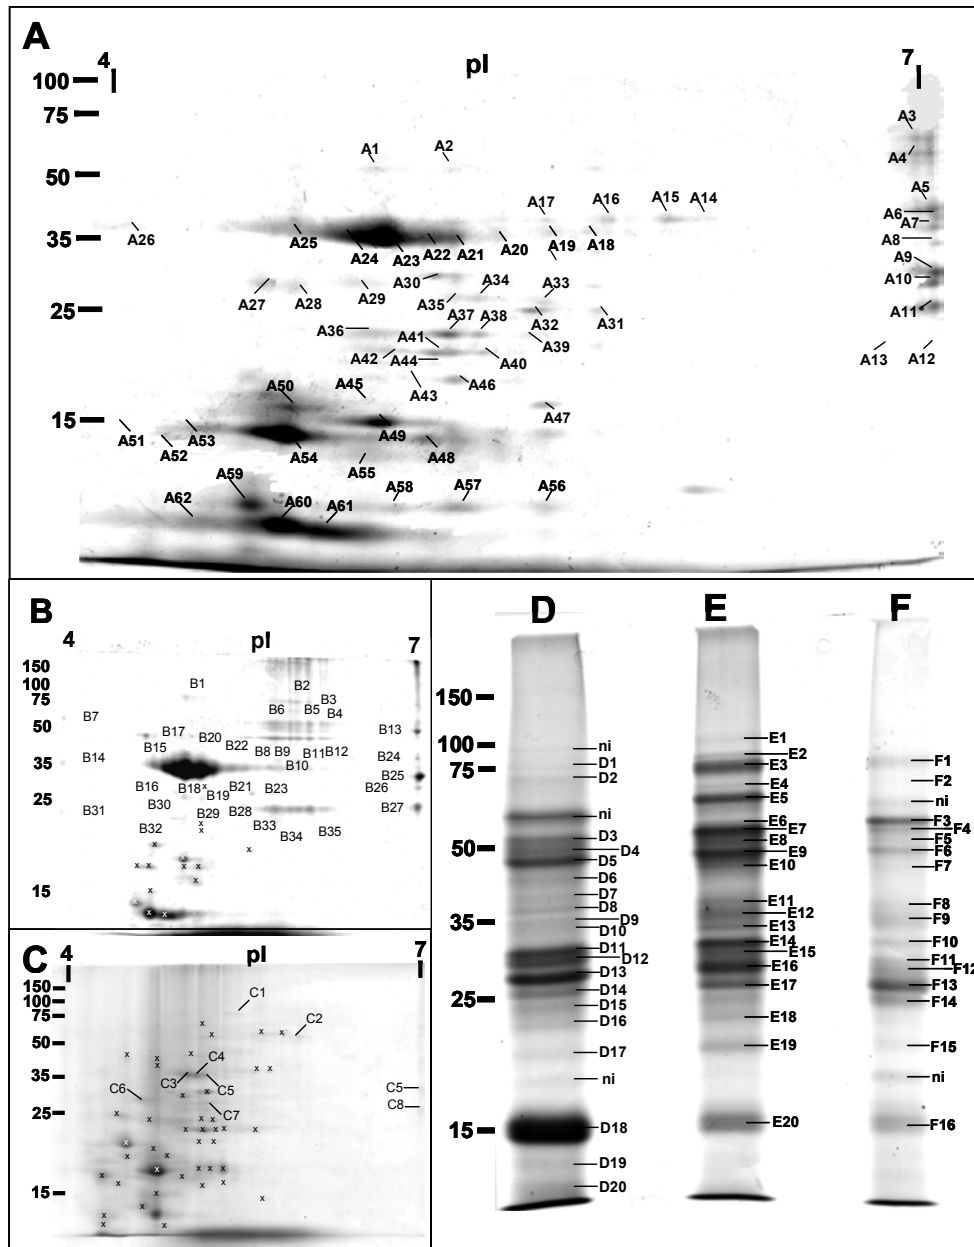 A
4
pI
7
100
75
50
35
25
15
A1
A2
A3
A4
A5
A6
A7
A8
A9
A10
A11
A12
A13
A14
A15
A16
A17
A18
A19
A20
A21
A22
A23
A24
A25
A26
A27
A28
A29
A30
A31
A32
A33
A34
A35
A36
A37
A38
A39
A40
A41
A42
A43
A44
A45
A46
A47
A48
A49
A50
A51
A52
A53
A54
A55
A56
A57
A58
A59
A60
A61
A62
B
4
pI
7
150
100
75
50
35
25
15
B1
B2
B3
B4
B5
B6
B7
B8
B9
B10
B11
B12
B13
B14
B15
B16
B17
B18
B19
B20
B21
B22
B23
B24
B25
B26
B27
B28
B29
B30
B31
B32
B33
B34
B35
C
4
pI
7
150
100
75
50
35
25
15
C1
C2
C3
C4
C5
C6
C7
C5
C8
D
E
F
150
100
75
50
35
25
15
ni
D1
D2
ni
D3
D4
D5
D6
D7
D8
D9
D10
D11
D12
D13
D14
D15
D16
D17
ni
D18
D19
D20
E1
E2
E3
E4
E5
E6
E7
E8
E9
E10
E11
E12
E13
E14
E15
E16
E17
E18
E19
E20
F1
F2
ni
F3
F4
F5
F6
F7
F8
F9
F10
F11
F12
F13
F14
F15
ni
F16